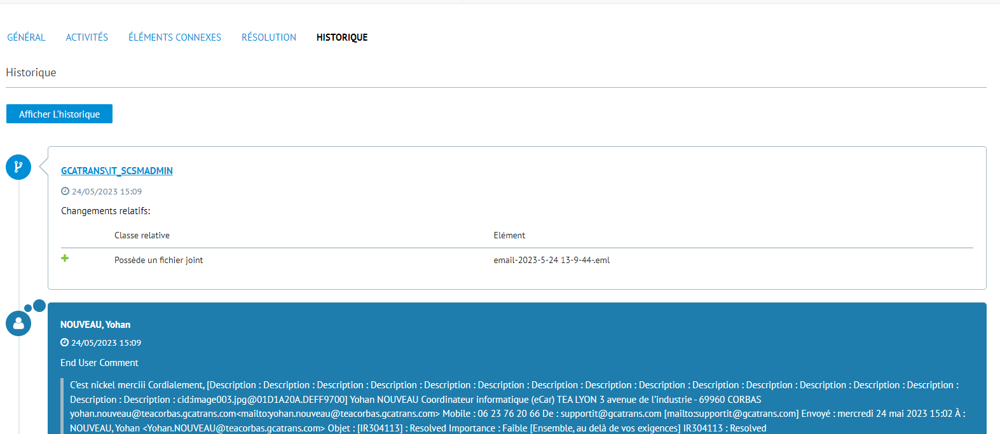 GÉNÉRAL ACTIVITÉS ÉLÉMENTS CONNEXES RÉSOLUTION HISTORIQUE
Historique
Afficher L'historique
GCATRANS\IT_SCSMADMIN
24/05/2023 15:09
Changements relatifs:
Classe relative Elément
Possède un fichier joint email-2023-5-24 13-9-44-.eml
NOUVEAU, Yohan
24/05/2023 15:09
End User Comment
C'est nickel merciii Cordialement, [Description : Description : Description : Description : Description : Description : Description : Description : Description : Description : Description : Description : Description : Description :
Description : Description : cid:image003.jpg@01D1A20A.DEFF9700] Yohan NOUVEAU Coordinateur informatique (eCar) TEA LYON 3 avenue de l'industrie - 69960 CORBAS
yohan.nouveau@teacorbas.gcatrans.com<mailto:yohan.nouveau@teacorbas.gcatrans.com> Mobile : 06 23 76 20 66 De : supportit@gcatrans.com [mailto:supportit@gcatrans.com] Envoyé : mercredi 24 mai 2023 15:02 À :
NOUVEAU, Yohan <Yohan.NOUVEAU@teacorbas.gcatrans.com> Objet : [IR304113] : Resolved Importance : Faible [Ensemble, au delà de vos exigences] IR304113 : Resolved